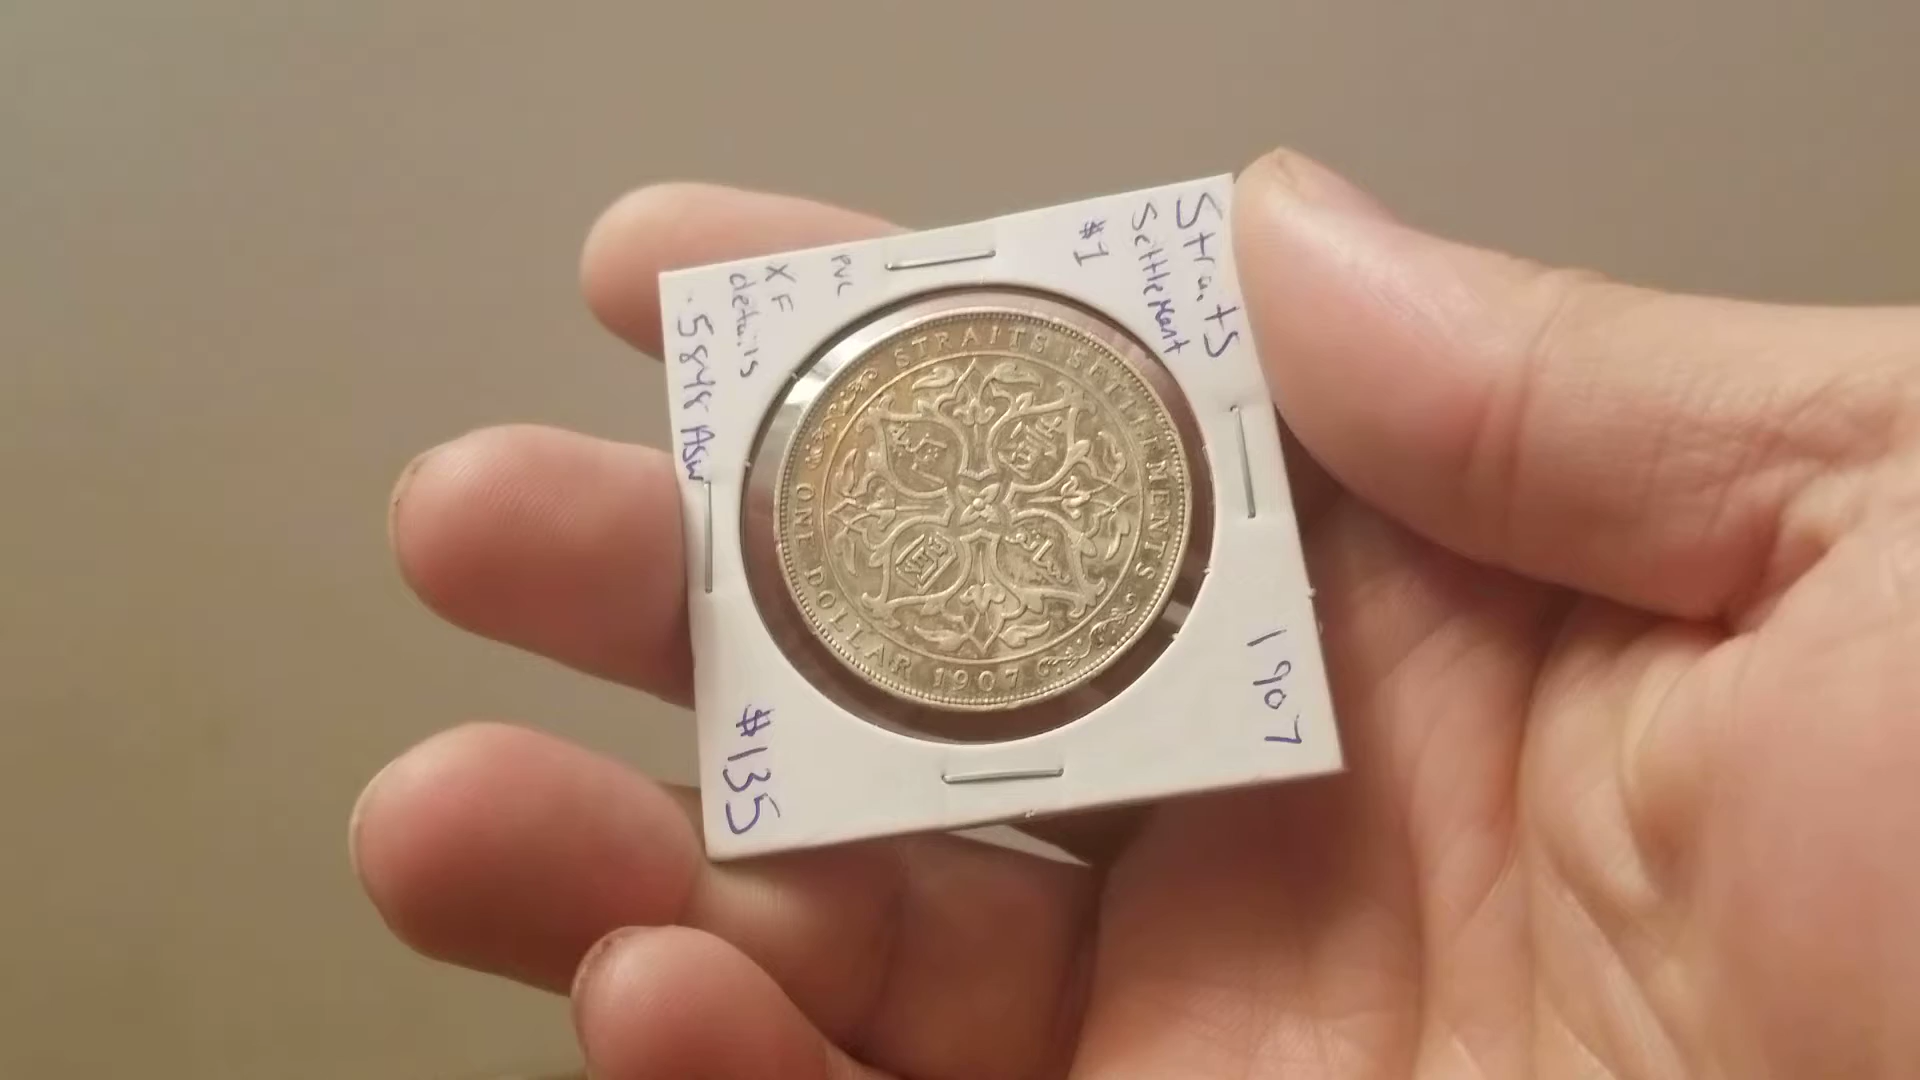 Straits
Settlement
$1
PVC
XF
details
.5848 ASW
$135
1907
STRAITS SETTLEMENTS
ONE DOLLAR 1907